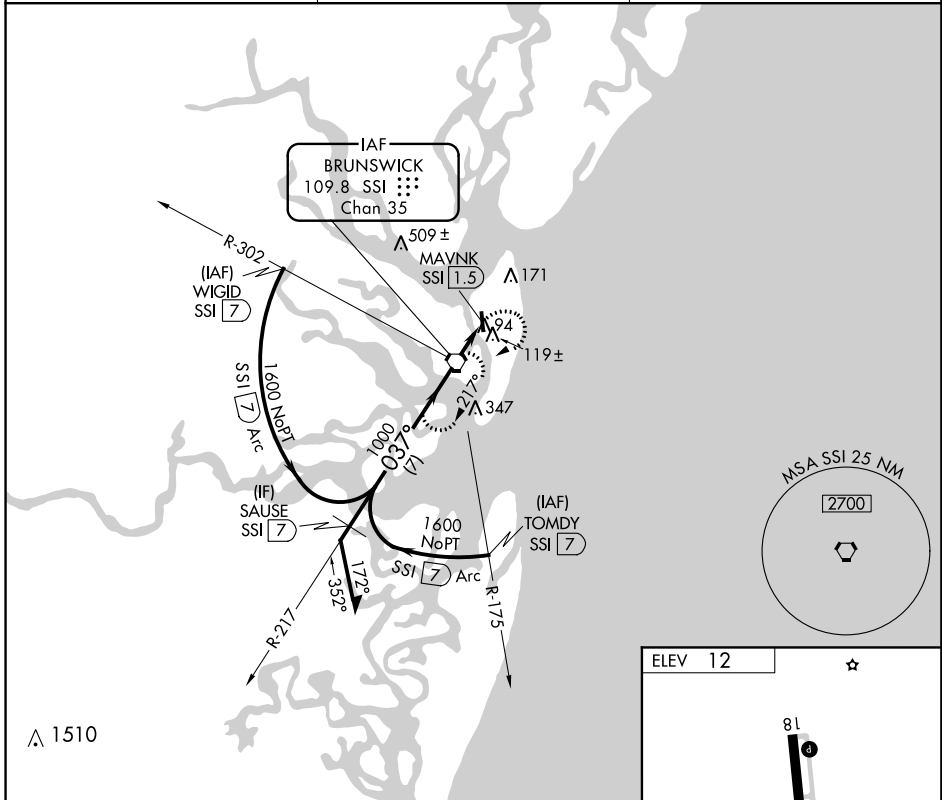 IAF
BRUNSWICK
109.8 SSI
Chan 35
R-302
(IAF)
WIGID
SSI 7
509 ±
MAVNK
SSI 1.5
171
94
119 ±
217°
347
1600 NoPT
SSI 7 Arc
1000
037°
(7)
(IF)
SAUSE
SSI 7
1600
NoPT
SSI 7 Arc
(IAF)
TOMDY
SSI 7
172°
352°
R-217
R-175
MSA SSI 25 NM
2700
1510
ELEV 12
18
P